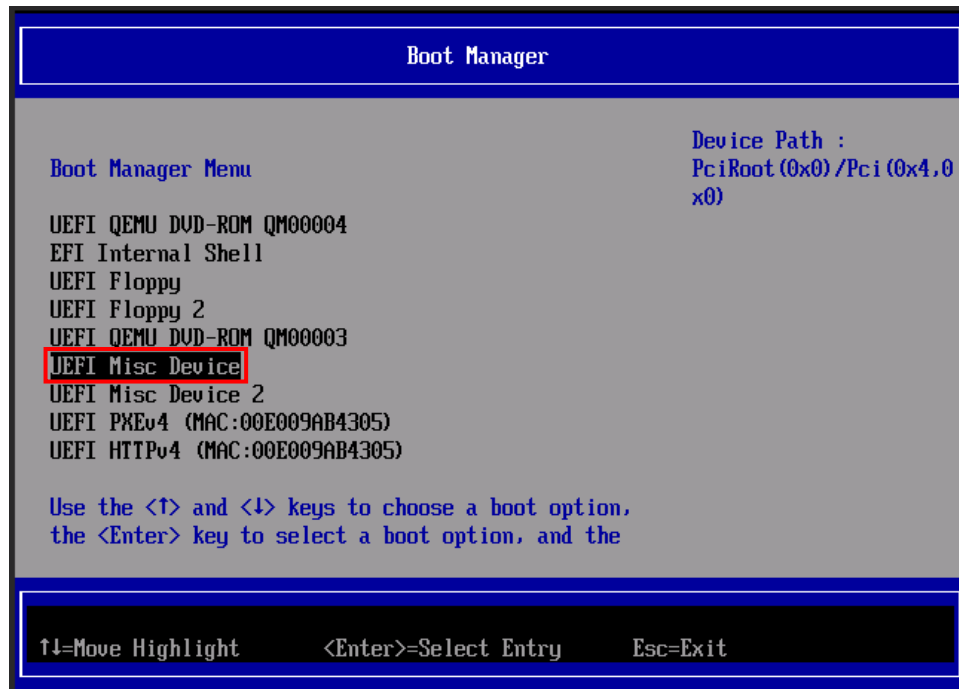 Boot Manager
Device Path :
Boot Manager Menu
PciRoot(0x0)/Pci(0x4,0
x0)
UEFI QEMU DVD-ROM QM00004
EFI Internal Shell
UEFI Floppy
UEFI Floppy 2
UEFI QEMU DVD-ROM QM00003
UEFI Misc Device
UEFI Misc Device 2
UEFI PXEv4 (MAC:00E009AB4305)
UEFI HTTPv4 (MAC:00E009AB4305)
Use the <↑> and <↓> keys to choose a boot option,
the <Enter> key to select a boot option, and the
↑↓=Move Highlight <Enter>=Select Entry Esc=Exit